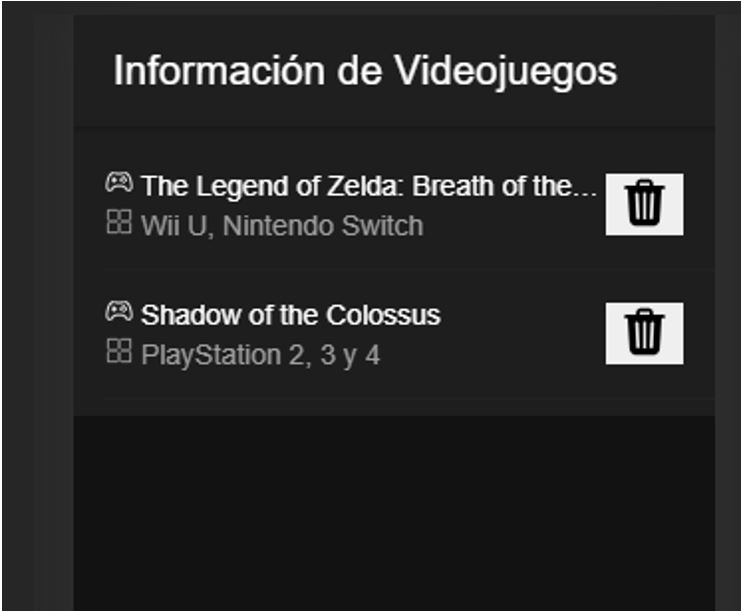 Información de Videojuegos
The Legend of Zelda: Breath of the...
Wii U, Nintendo Switch
Shadow of the Colossus
PlayStation 2, 3 y 4